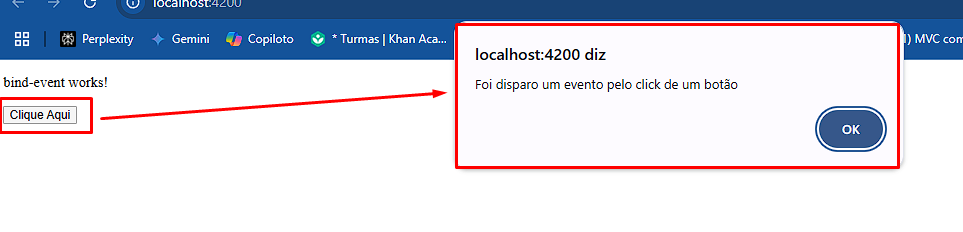 localhost:4200
Perplexity Gemini Copiloto * Turmas | Khan Aca... ) MVC com
localhost:4200 diz
Foi disparo um evento pelo click de um botão
OK
bind-event works!
Clique Aqui